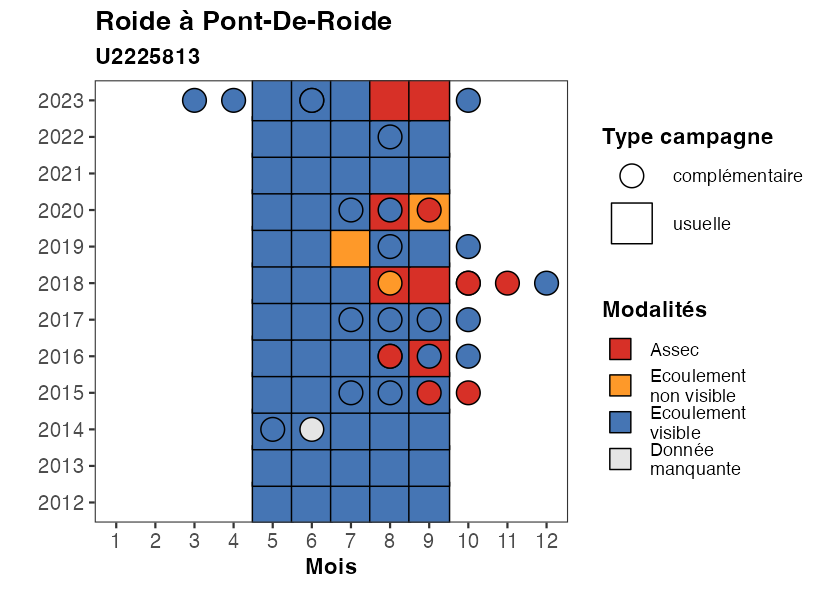 Roide à Pont-De-Roide
U2225813
2023
2022
2021
2020
2019
2018
2017
2016
2015
2014
2013
2012
1 2 3 4 5 6 7 8 9 10 11 12
Mois
Type campagne
complémentaire
usuelle
Modalités
Assec
Ecoulement
non visible
Ecoulement
visible
Donnée
manquante